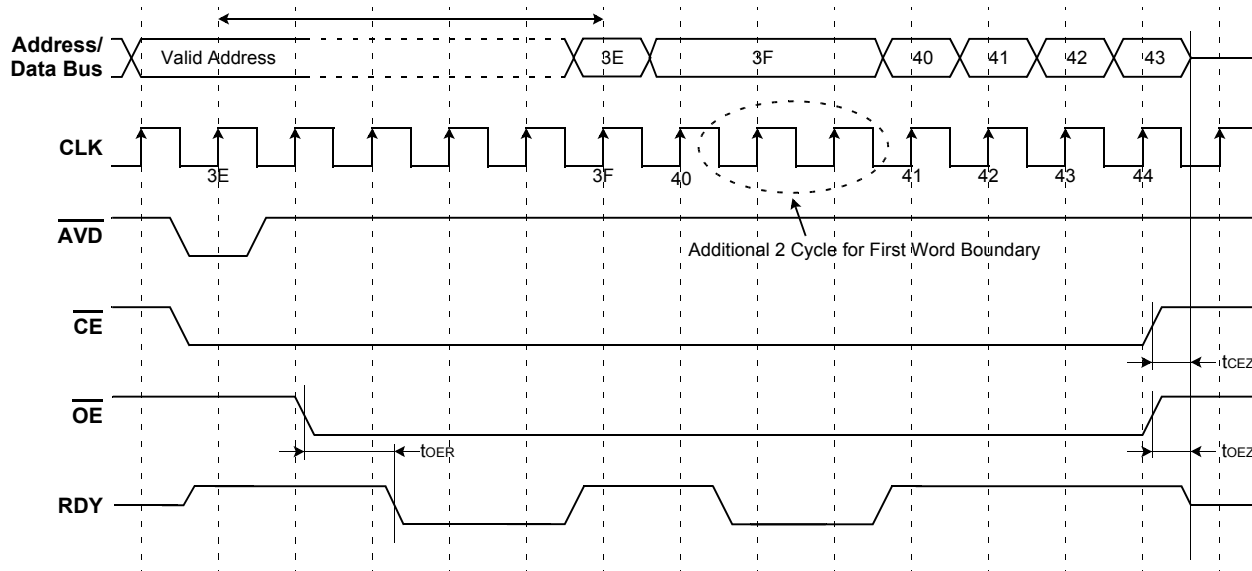 Address/
Data Bus
Valid Address
3E
3F
40
41
42
43
CLK
3E
3F
40
41
42
43
44
AVD
Additional 2 Cycle for First Word Boundary
CE
tCEZ
OE
tOER
tOEZ
RDY